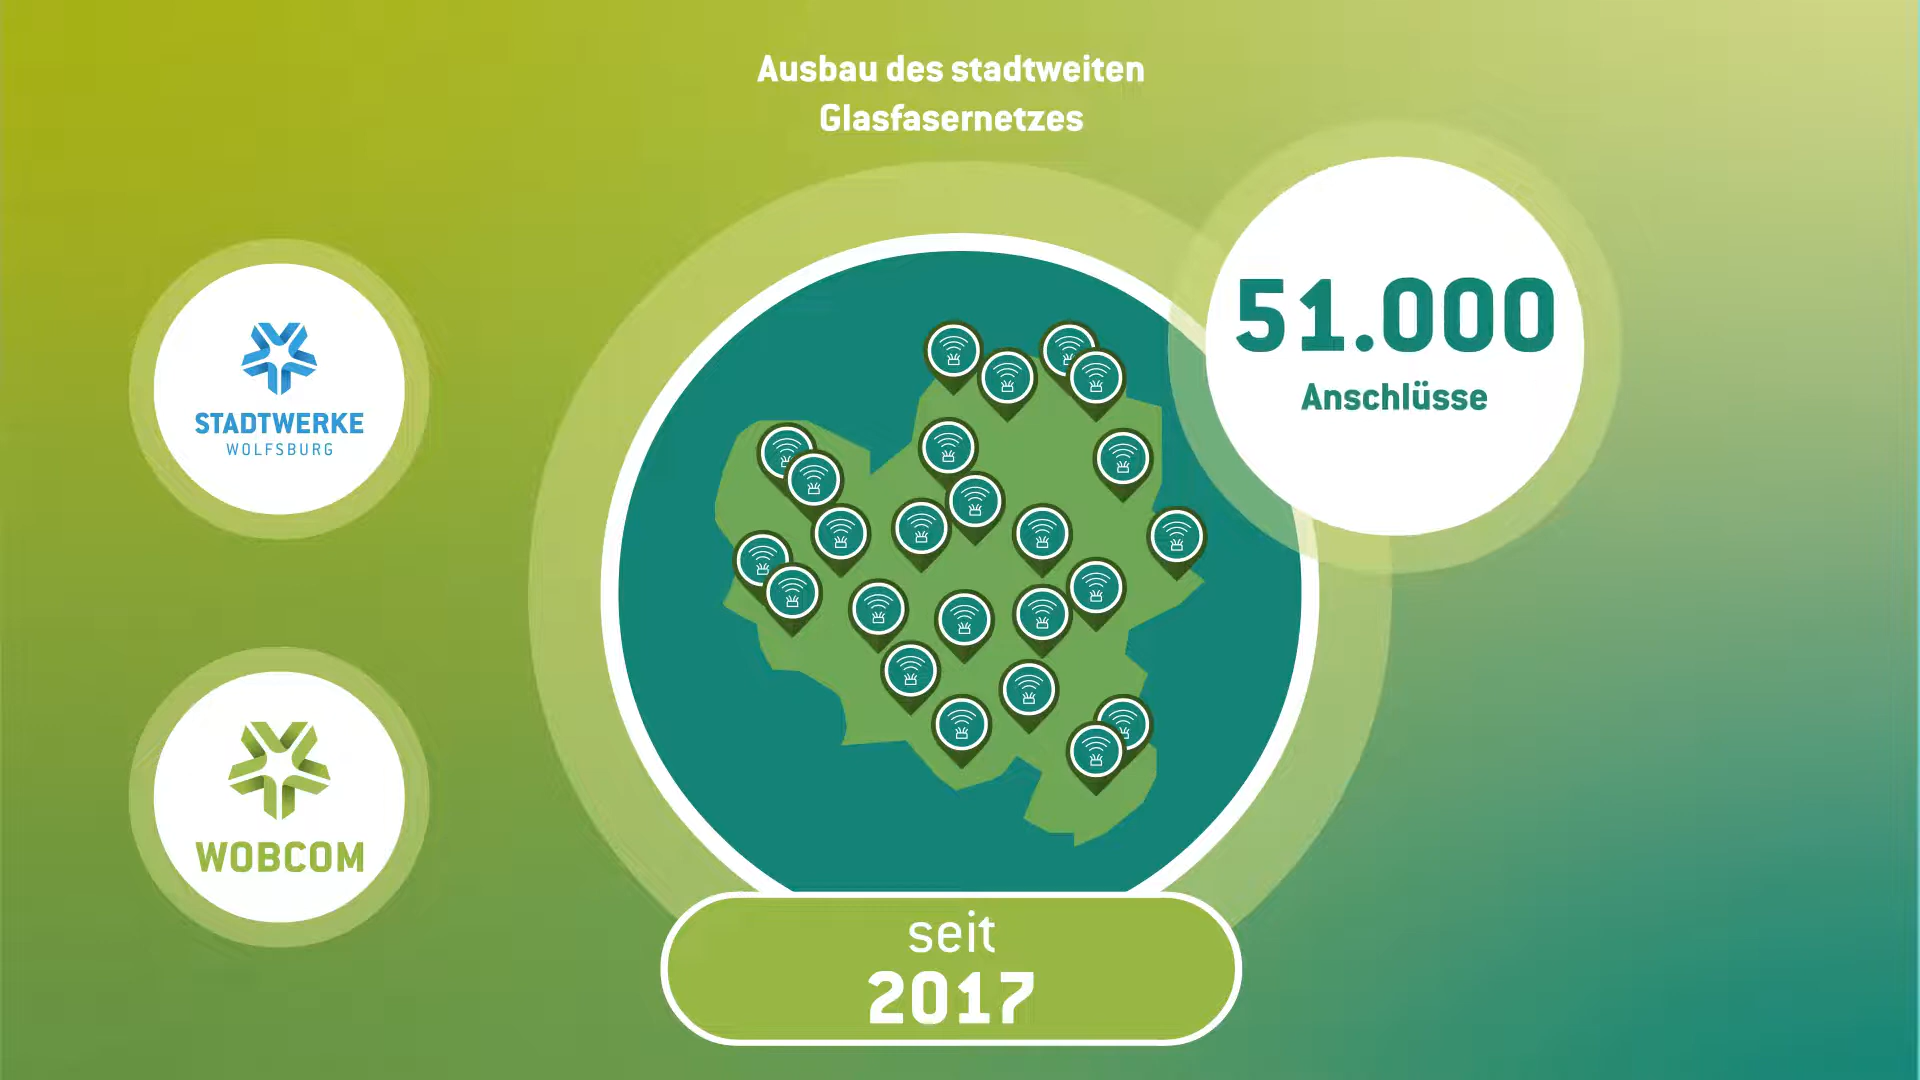 Ausbau des stadtweiten
Glasfasernetzes
51.000
Anschlüsse
STADTWERKE
WOLFSBURG
WOBCOM
seit
2017